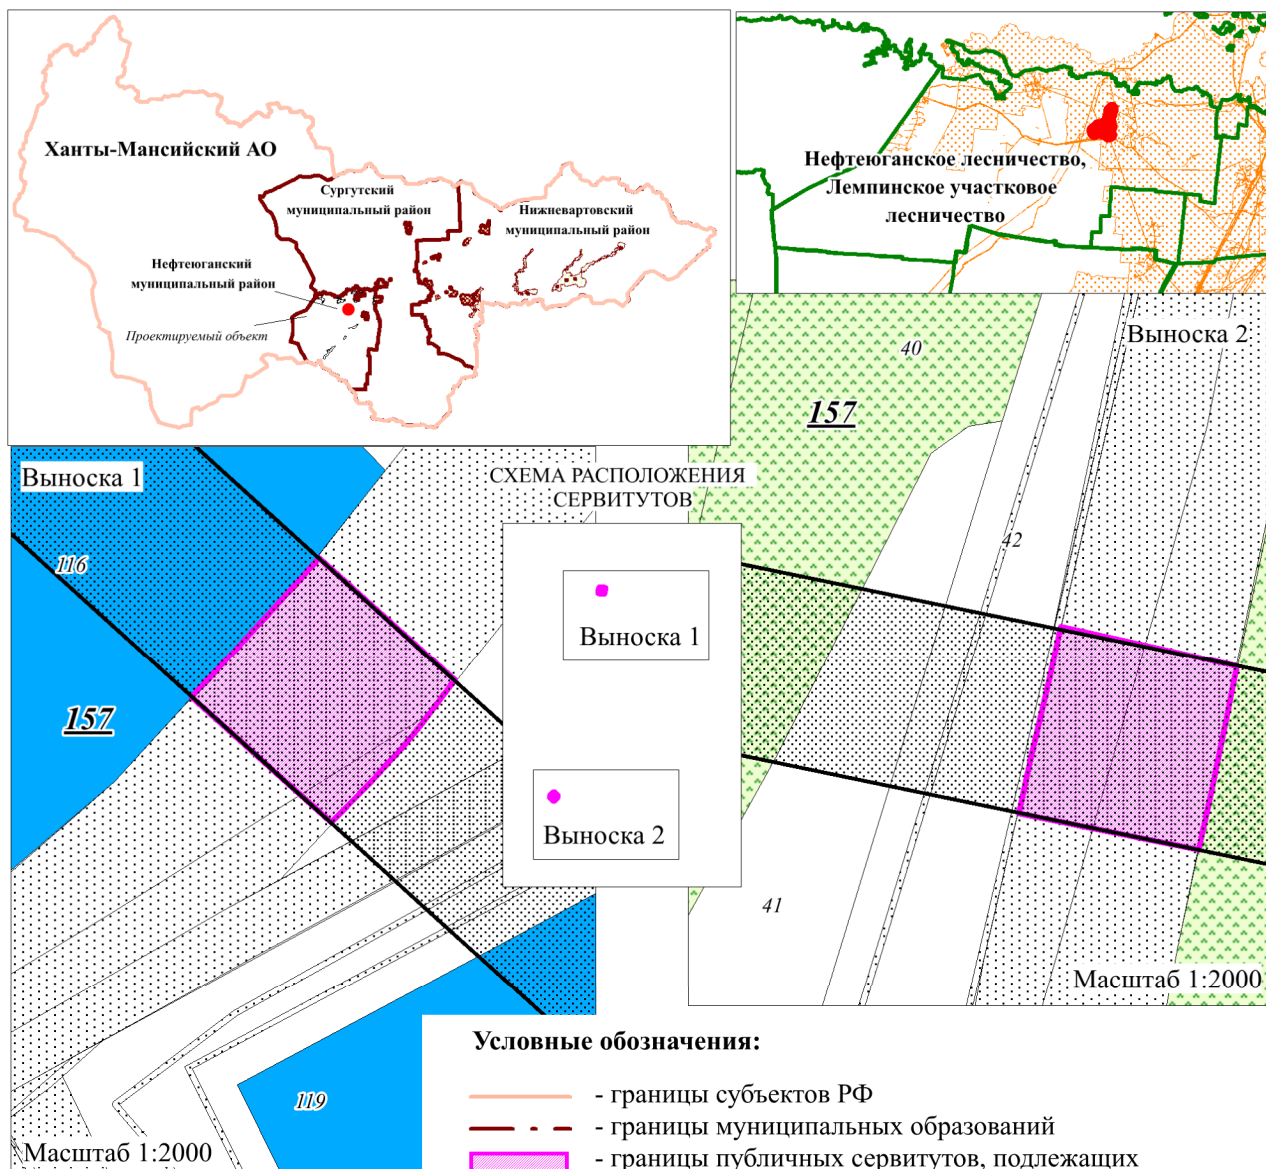 Ханты-Мансийский АО
Сургутский
муниципальный район
Нижневартовский
муниципальный район
Нефтеюганский
муниципальный район
Проектируемый объект
Нефтеюганское лесничество,
Лемпинское участковое
лесничество
Выноска 2
40
157
42
41
Масштаб 1:2000
Выноска 1
116
157
119
Масштаб 1:2000
СХЕМА РАСПОЛОЖЕНИЯ
СЕРВИТУТОВ
Выноска 1
Выноска 2
Условные обозначения:
- границы субъектов РФ
- границы муниципальных образований
- границы публичных сервитутов, подлежащих